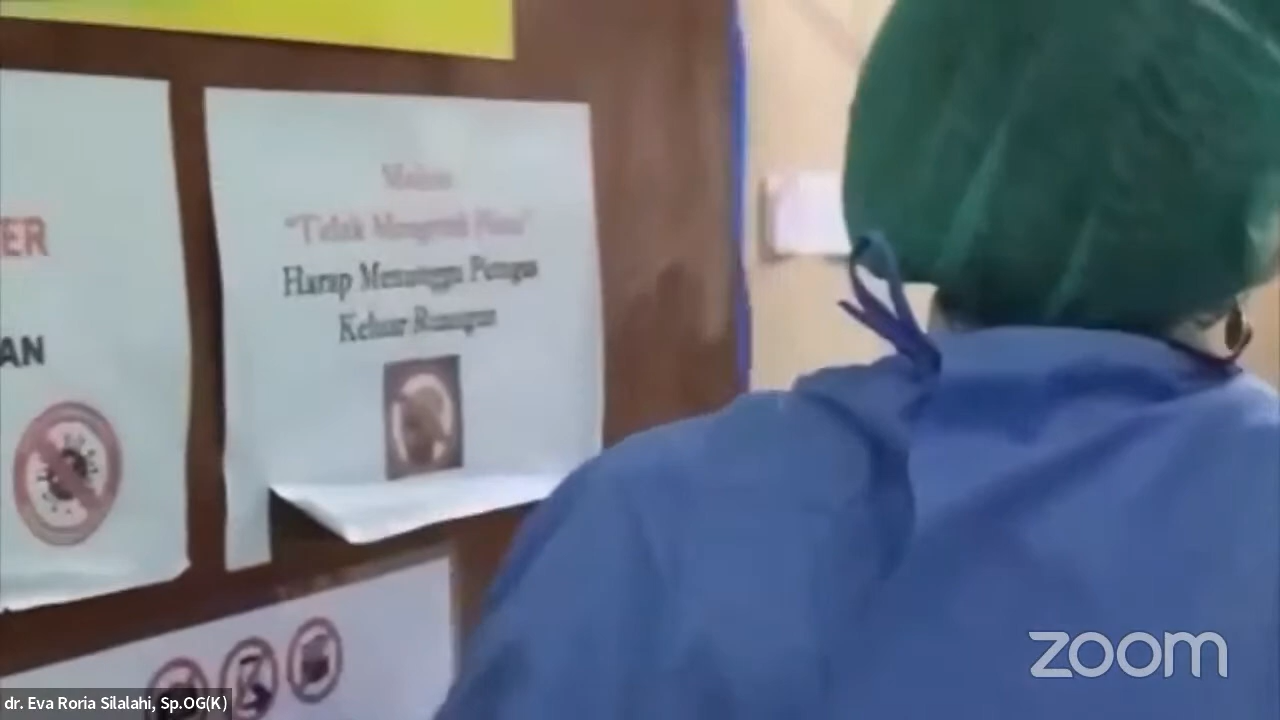 ER
AN
Mohon
"Tidak Mengetuk Pintu"
Harap Menunggu Petugas
Keluar Ruangan
zoom
dr. Eva Roria Silalahi, Sp.OG(K)